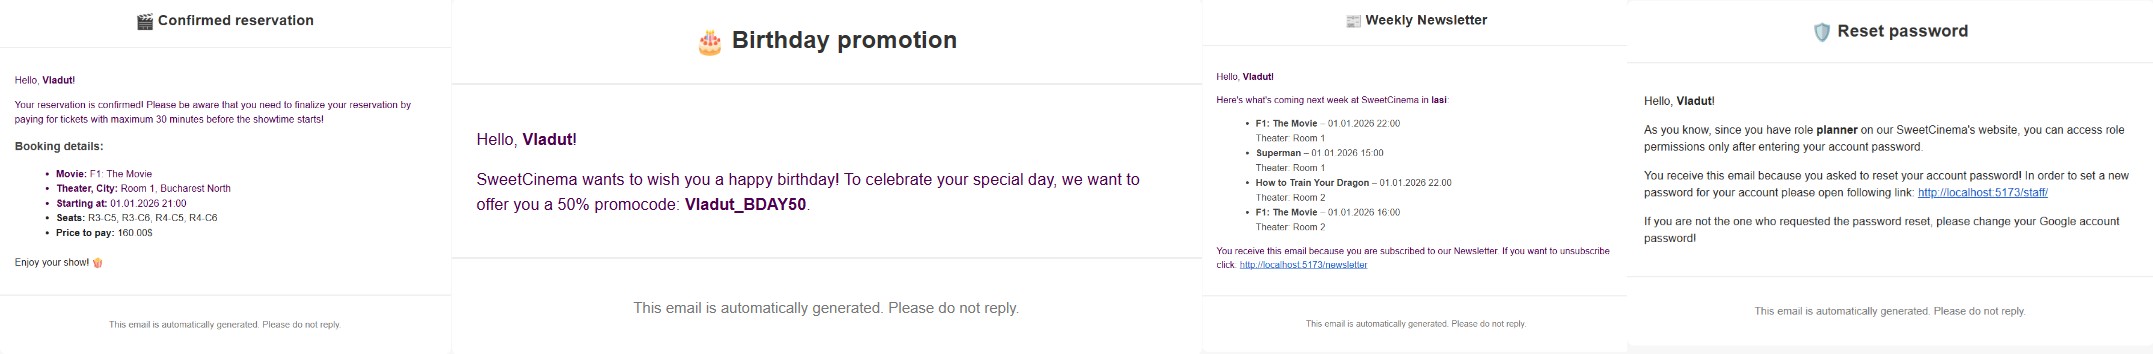 🎬 Confirmed reservation
Hello, Vladut!
Your reservation is confirmed! Please be aware that you need to finalize your reservation by
paying for tickets with maximum 30 minutes before the showtime starts!
Booking details:
• Movie: F1: The Movie
• Theater, City: Room 1, Bucharest North
• Starting at: 01.01.2026 21:00
• Seats: R3-C5, R3-C6, R4-C5, R4-C6
• Price to pay: 160.00$
Enjoy your show! 🍿
This email is automatically generated. Please do not reply.
🎂 Birthday promotion
Hello, Vladut!
SweetCinema wants to wish you a happy birthday! To celebrate your special day, we want to
offer you a 50% promocode: Vladut_BDAY50.
This email is automatically generated. Please do not reply.
📰 Weekly Newsletter
Hello, Vladut!
Here's what's coming next week at SweetCinema in Iasi:
• F1: The Movie – 01.01.2026 22:00
Theater: Room 1
• Superman – 01.01.2026 15:00
Theater: Room 1
• How to Train Your Dragon – 01.01.2026 22:00
Theater: Room 2
• F1: The Movie – 01.01.2026 16:00
Theater: Room 2
You receive this email because you are subscribed to our Newsletter. If you want to unsubscribe
click: http://localhost:5173/newsletter
This email is automatically generated. Please do not reply.
🛡️ Reset password
Hello, Vladut!
As you know, since you have role planner on our SweetCinema's website, you can access role
permissions only after entering your account password.
You receive this email because you asked to reset your account password! In order to set a new
password for your account please open following link: http://localhost:5173/staff/
If you are not the one who requested the password reset, please change your Google account
password!
This email is automatically generated. Please do not reply.